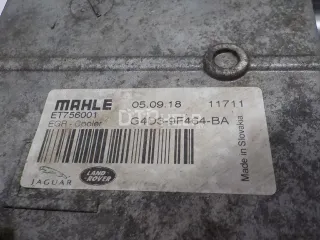 MAHLE 05.09.18 11711
ET756001
EGR-Cooler G4D3-9F464-BA
Made in Slovakia
JAGUAR LAND ROVER